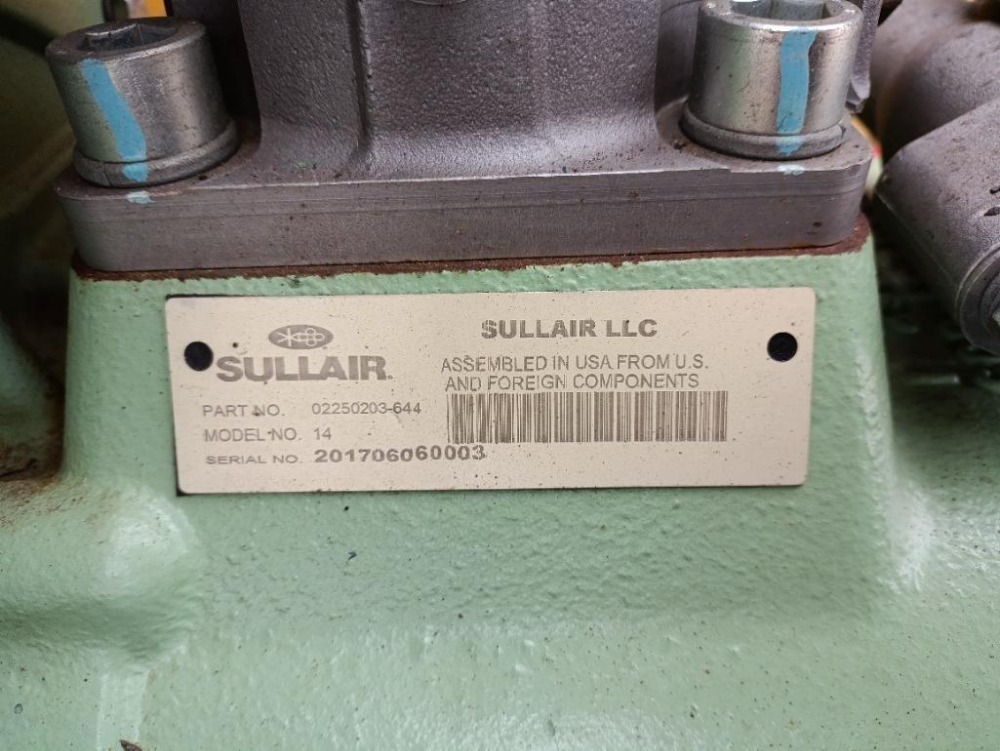 SULLAIR
SULLAIR LLC
ASSEMBLED IN USA FROM U.S.
AND FOREIGN COMPONENTS
PART NO. 02250203-644
MODEL NO. 14
SERIAL NO. 201706060003